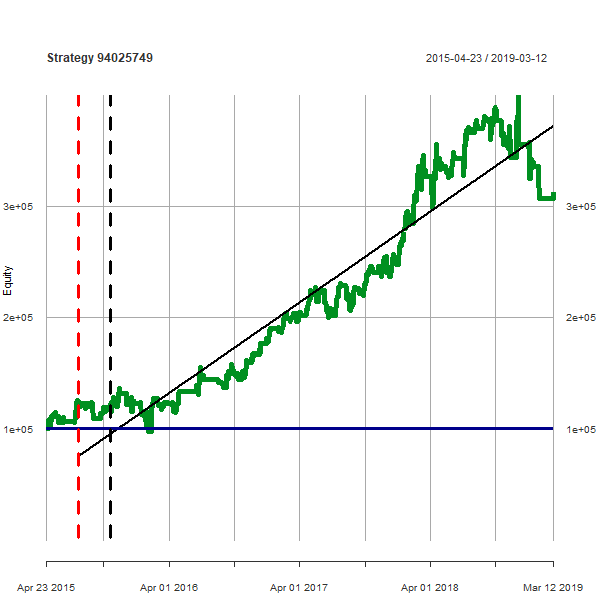 Strategy 94025749
2015-04-23 / 2019-03-12
3e+05
3e+05
Equity
2e+05
2e+05
1e+05
1e+05
Apr 23 2015
Apr 01 2016
Apr 01 2017
Apr 01 2018
Mar 12 2019